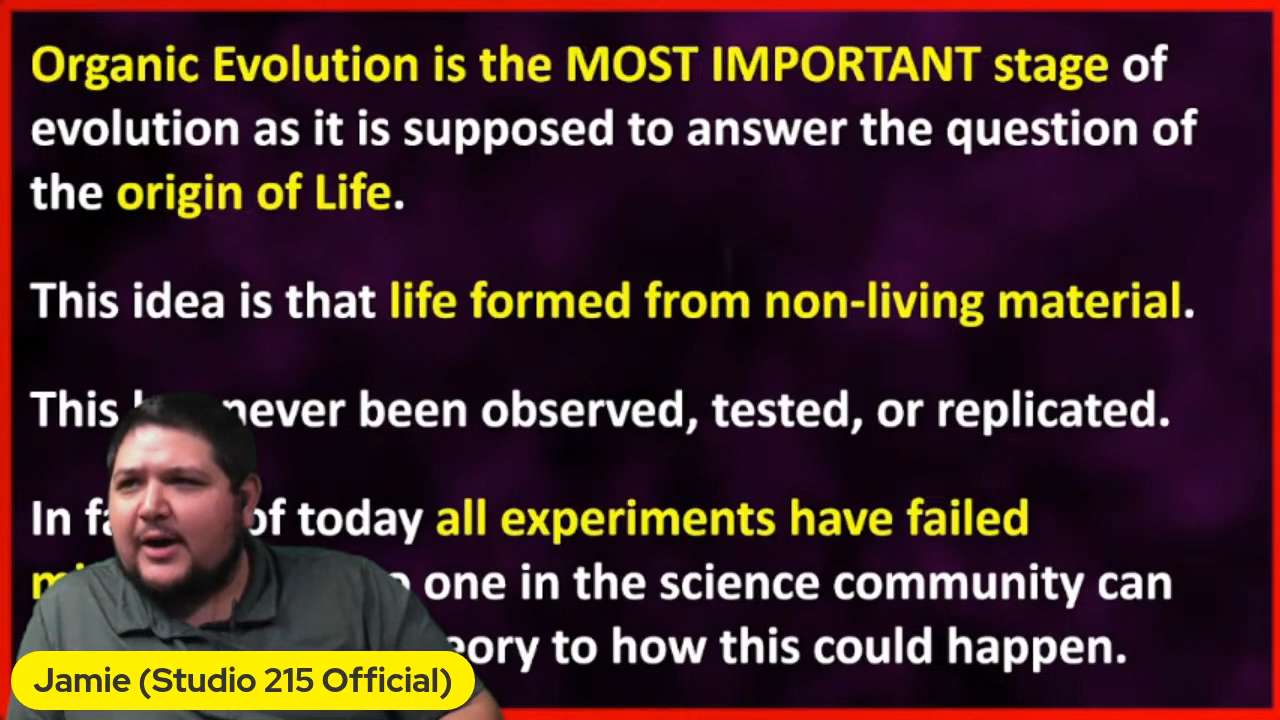 Organic Evolution is the MOST IMPORTANT stage of
evolution as it is supposed to answer the question of
the origin of Life.
This idea is that life formed from non-living material.
This never been observed, tested, or replicated.
In of today all experiments have failed
one in the science community can
to how this could happen.
Jamie (Studio 215 Official)